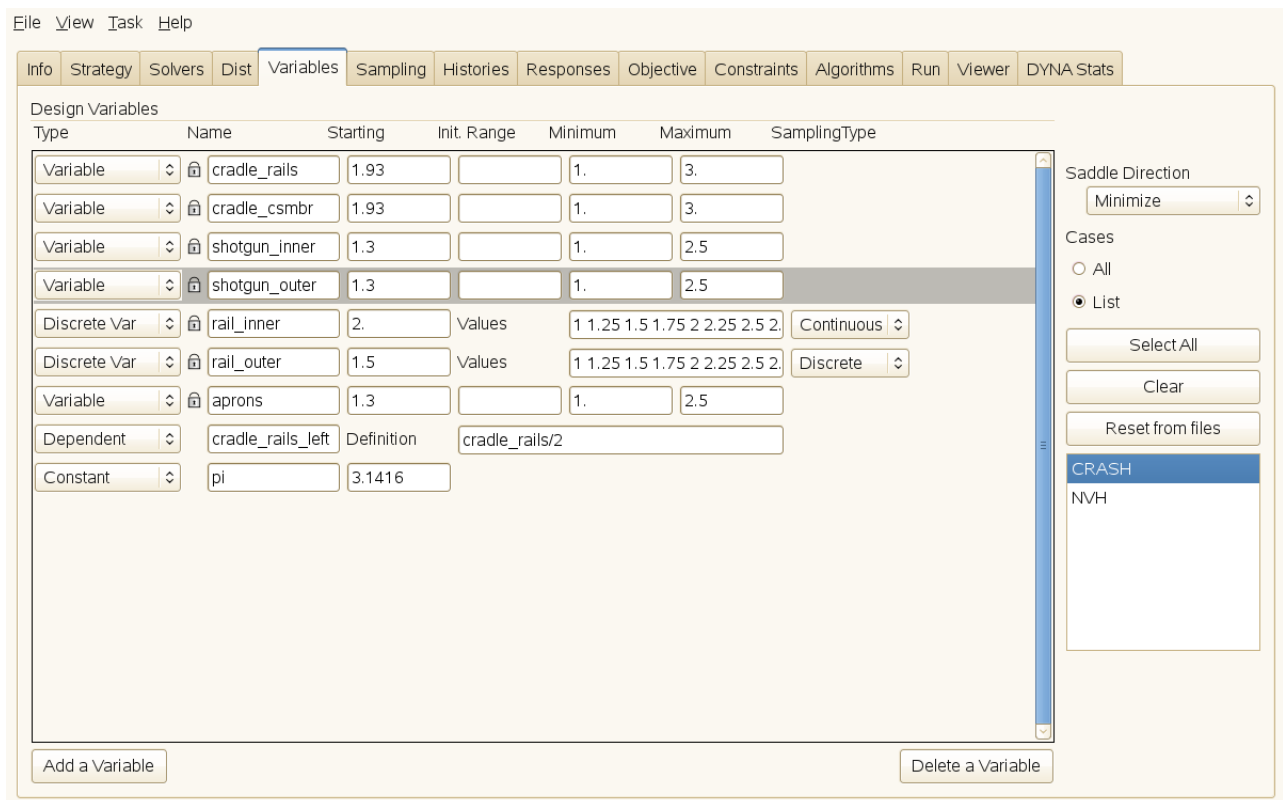 File View Task Help
Info Strategy Solvers Dist Variables Sampling Histories Responses Objective Constraints Algorithms Run Viewer DYNA Stats
Design Variables
Type Name Starting Init. Range Minimum Maximum SamplingType
Variable cradle_rails 1.93 1. 3.
Variable cradle_csmbr 1.93 1. 3.
Variable shotgun_inner 1.3 1. 2.5
Variable shotgun_outer 1.3 1. 2.5
Discrete Var rail_inner 2. Values 1 1.25 1.5 1.75 2 2.25 2.5 2. Continuous
Discrete Var rail_outer 1.5 Values 1 1.25 1.5 1.75 2 2.25 2.5 2. Discrete
Variable aprons 1.3 1. 2.5
Dependent cradle_rails_left Definition cradle_rails/2
Constant pi 3.1416
Add a Variable Delete a Variable
Saddle Direction
Minimize
Cases
All
List
Select All
Clear
Reset from files
CRASH
NVH